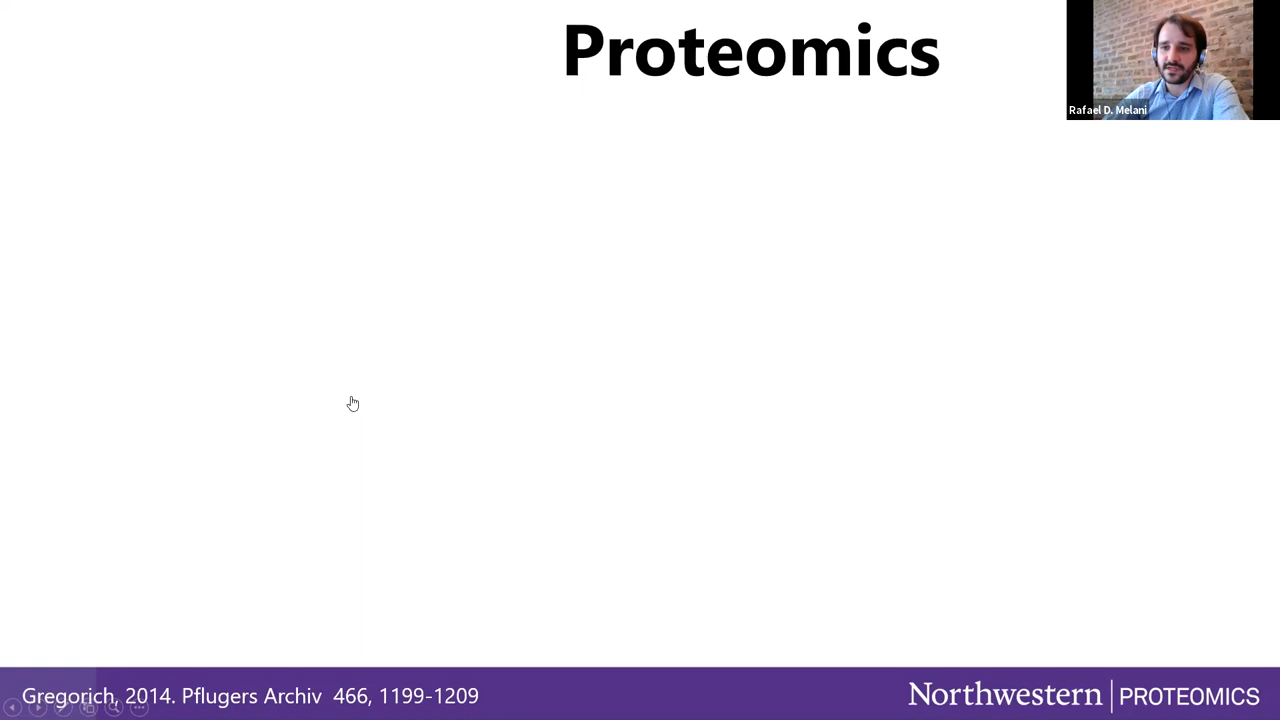 Proteomics
Rafael D. Melani
Gregorich, 2014. Pflugers Archiv 466, 1199-1209
Northwestern | PROTEOMICS